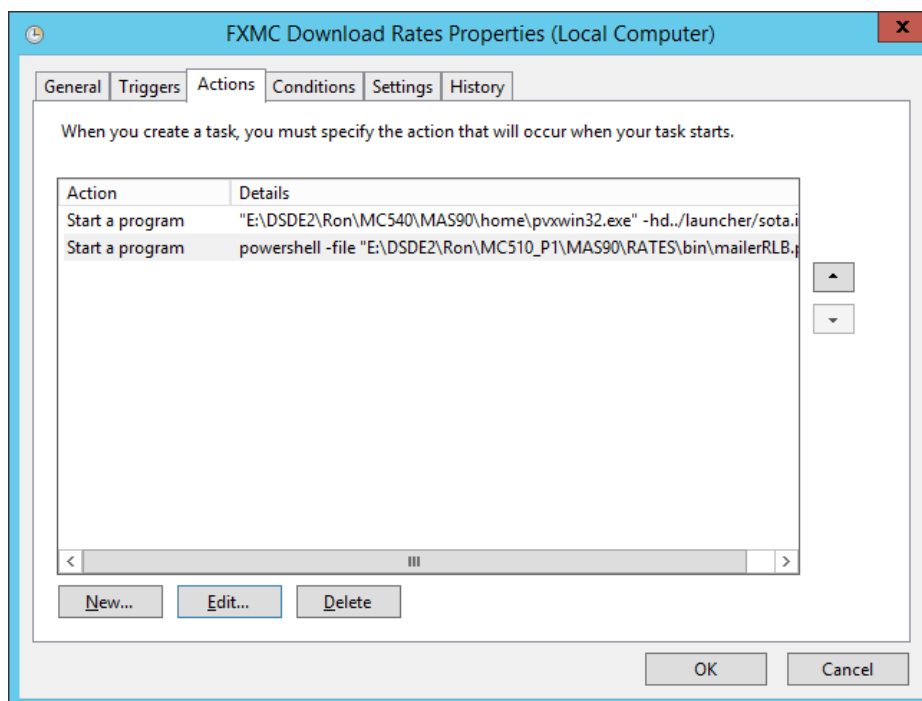 FXMC Download Rates Properties (Local Computer)
x
General Triggers Actions Conditions Settings History
When you create a task, you must specify the action that will occur when your task starts.
Action Details
Start a program "E:\DSDE2\Ron\MC540\MAS90\home\pvxwin32.exe" -hd../launcher/sota.i
Start a program powershell -file "E:\DSDE2\Ron\MC510_P1\MAS90\RATES\bin\mailerRLB.p
New... Edit... Delete
OK Cancel